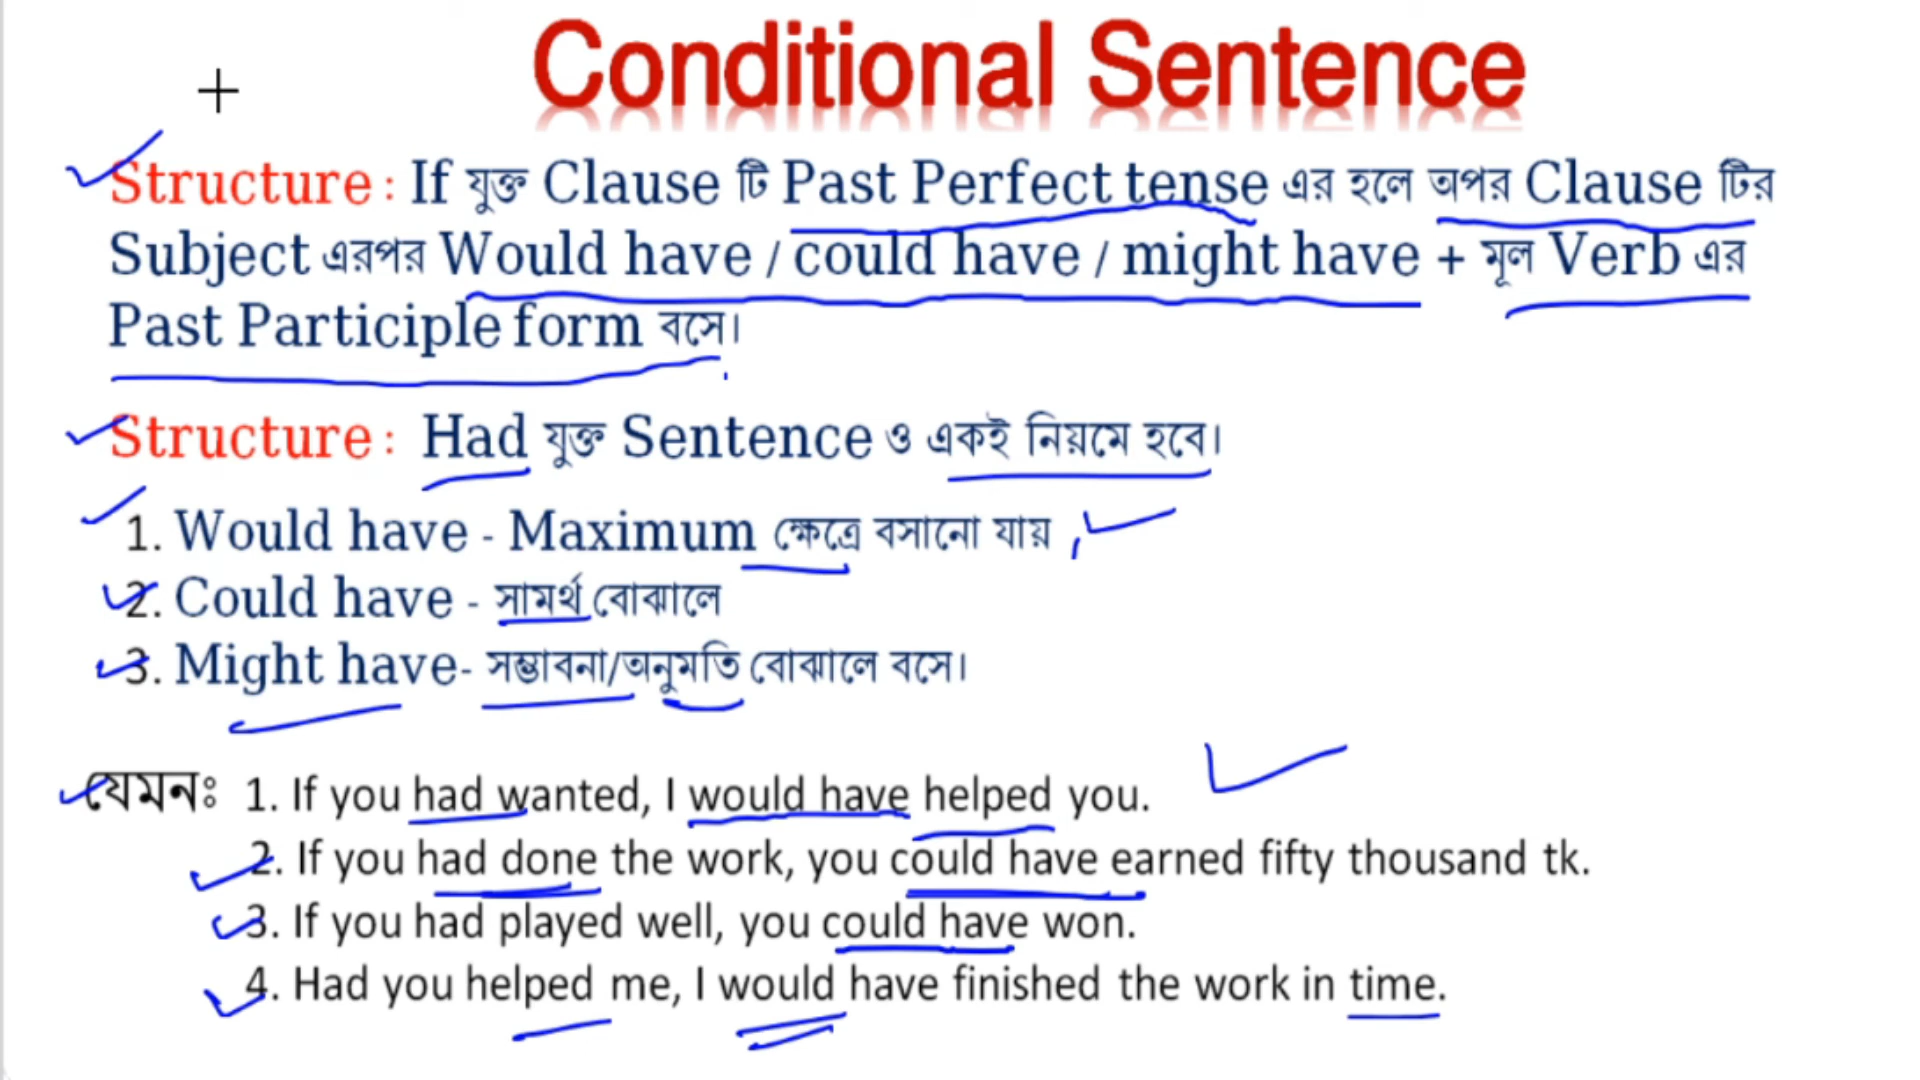 Conditional Sentence
Structure : If যুক্ত Clause টি Past Perfect tense এর হলে অপর Clause টির
Subject এরপর Would have / could have / might have + মূল Verb এর
Past Participle form বসে।
Structure : Had যুক্ত Sentence ও একই নিয়মে হবে।
1. Would have - Maximum ক্ষেত্রে বসানো যায়
2. Could have - সামর্থ বোঝালে
3. Might have- সম্ভাবনা/অনুমতি বোঝালে বসে।
যেমনঃ 1. If you had wanted, I would have helped you.
2. If you had done the work, you could have earned fifty thousand tk.
3. If you had played well, you could have won.
4. Had you helped me, I would have finished the work in time.